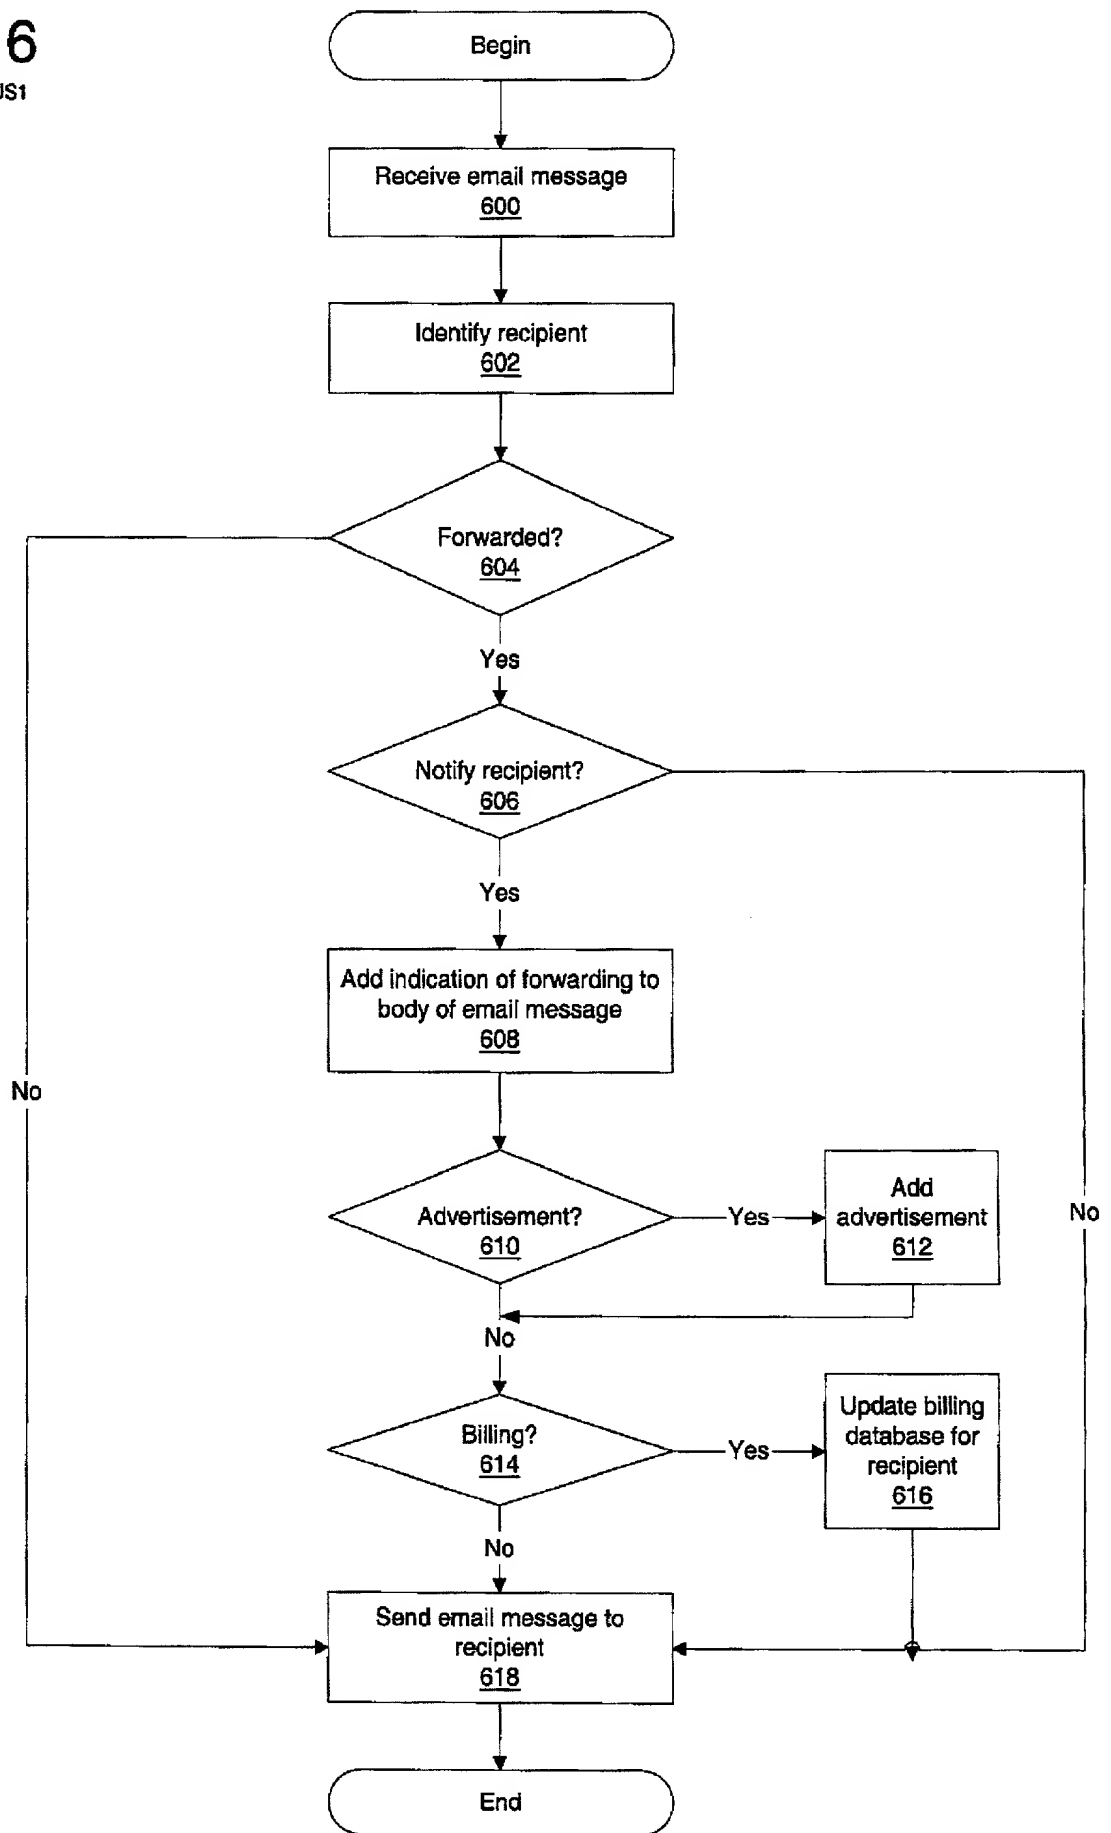 6
JS1
Begin
Receive email message
600
Identify recipient
602
Forwarded?
604
Yes
Notify recipient?
606
Yes
Add indication of forwarding to
body of email message
608
No
Advertisement?
610
Yes
Add
advertisement
612
No
No
Billing?
614
Yes
Update billing
database for
recipient
616
No
Send email message to
recipient
618
End